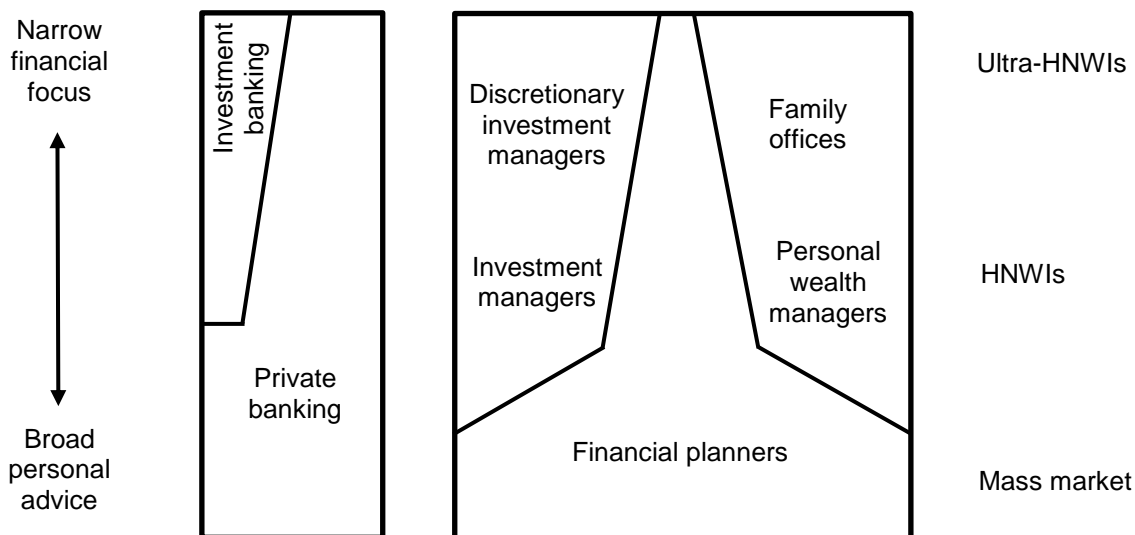 Narrow
financial
focus
Broad
personal
advice
Investment
banking
Private
banking
Discretionary
investment
managers
Investment
managers
Family
offices
Personal
wealth
managers
Financial planners
Ultra-HNWIs
HNWIs
Mass market